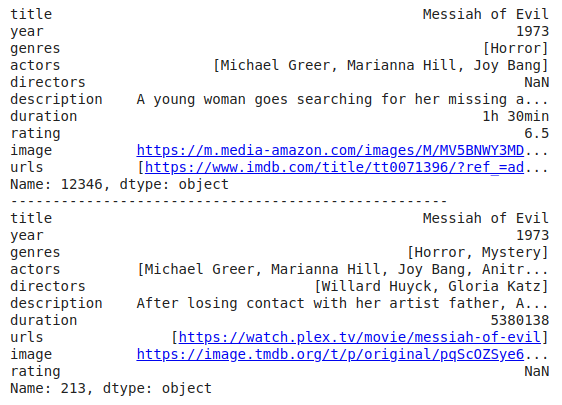 title Messiah of Evil
year 1973
genres [Horror]
actors [Michael Greer, Marianna Hill, Joy Bang]
directors NaN
description A young woman goes searching for her missing a...
duration 1h 30min
rating 6.5
image https://m.media-amazon.com/images/M/MV5BNWY3MD...
urls [https://www.imdb.com/title/tt0071396/?ref_=ad...
Name: 12346, dtype: object
----------------------------------------------------
title Messiah of Evil
year 1973
genres [Horror, Mystery]
actors [Michael Greer, Marianna Hill, Joy Bang, Anitr...
directors [Willard Huyck, Gloria Katz]
description After losing contact with her artist father, A...
duration 5380138
urls [https://watch.plex.tv/movie/messiah-of-evil]
image https://image.tmdb.org/t/p/original/pqScOZSye6...
rating NaN
Name: 213, dtype: object